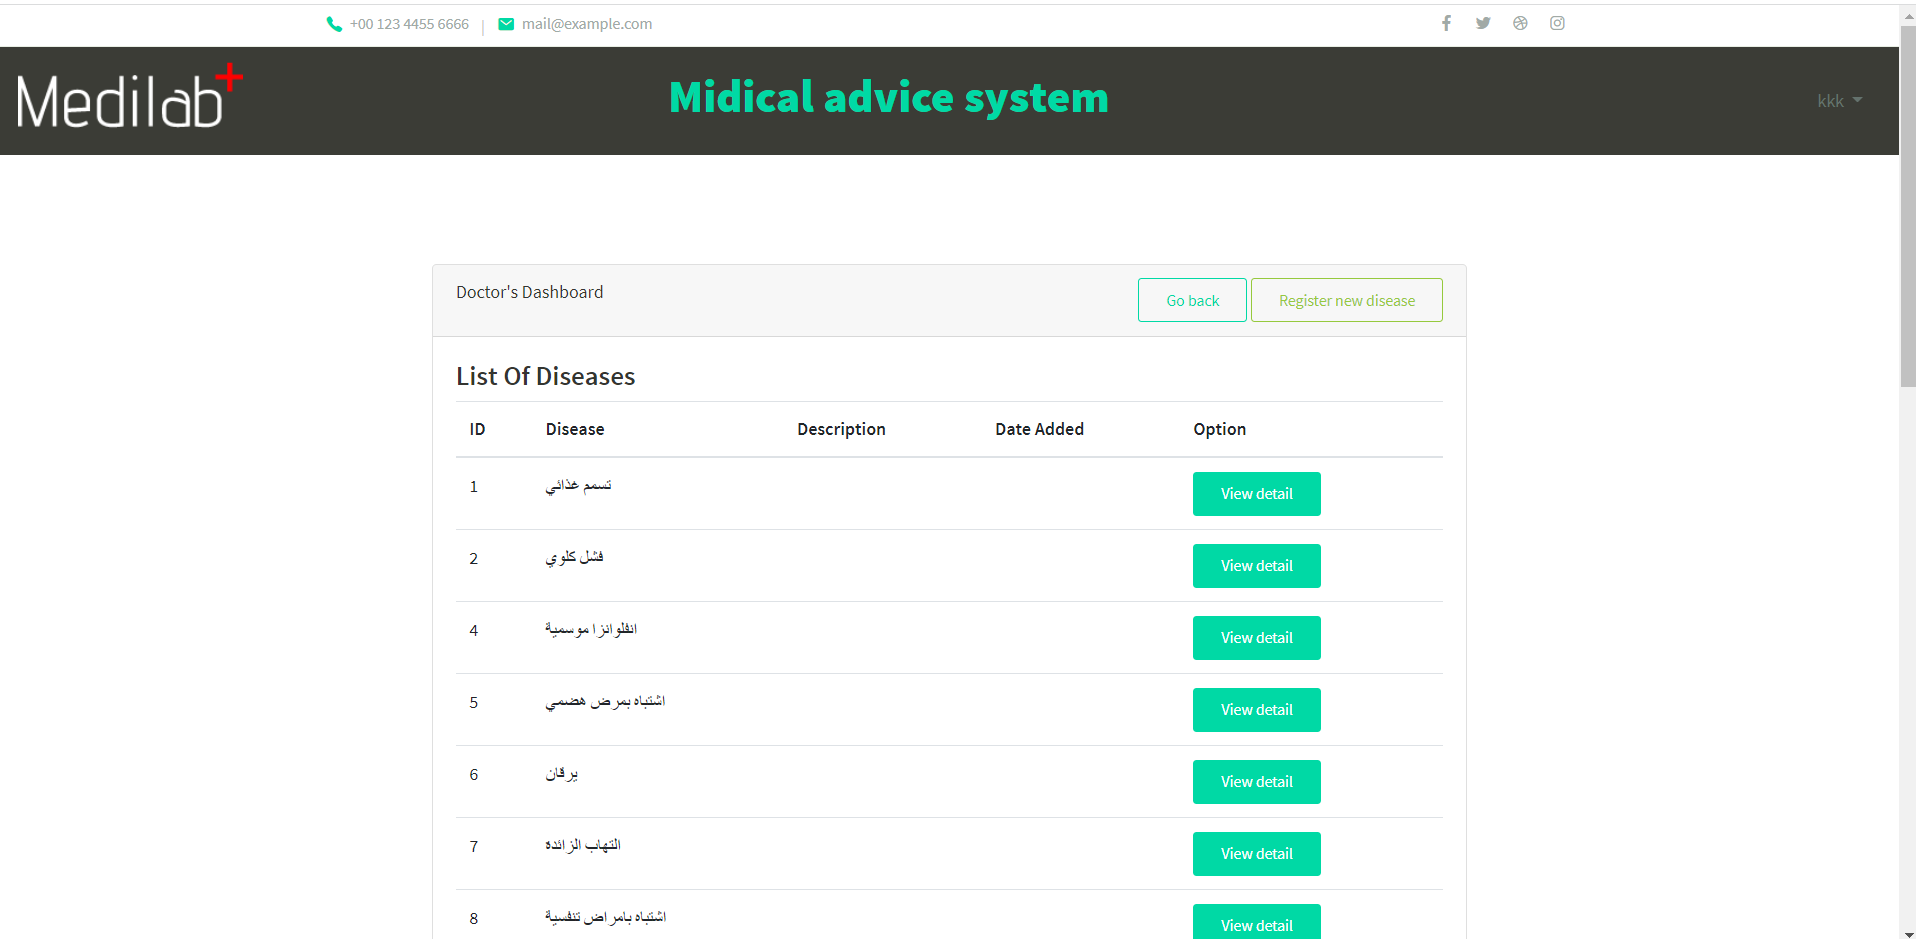 +00 123 4455 6666 | mail@example.com
Medilab+
Midical advice system
kkk
Doctor's Dashboard
Go back
Register new disease
List Of Diseases
ID Disease Description Date Added Option
1 تسمم غذائي View detail
2 فشل كلوي View detail
4 انفلوانزا موسمية View detail
5 اشتباه بمرض هضمي View detail
6 يرقان View detail
7 التهاب الزائدة View detail
8 اشتباه بامراض تنفسية View detail